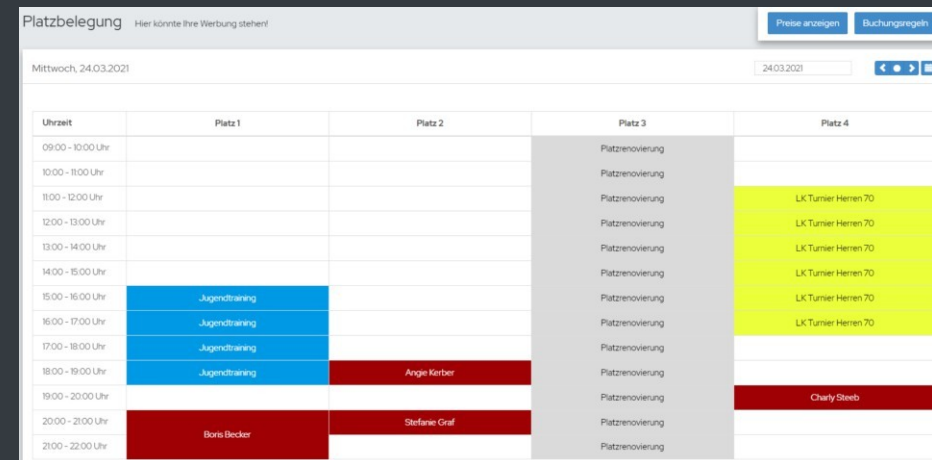 Platzbelegung Hier könnte Ihre Werbung stehen! Preise anzeigen Buchungsregeln
Mittwoch, 24.03.2021 24.03.2021
Uhrzeit Platz 1 Platz 2 Platz 3 Platz 4
09:00 - 10:00 Uhr Platzrenovierung
10:00 - 11:00 Uhr Platzrenovierung
11:00 - 12:00 Uhr Platzrenovierung LK Turnier Herren 70
12:00 - 13:00 Uhr Platzrenovierung LK Turnier Herren 70
13:00 - 14:00 Uhr Platzrenovierung LK Turnier Herren 70
14:00 - 15:00 Uhr Platzrenovierung LK Turnier Herren 70
15:00 - 16:00 Uhr Jugendtraining Platzrenovierung LK Turnier Herren 70
16:00 - 17:00 Uhr Jugendtraining Platzrenovierung LK Turnier Herren 70
17:00 - 18:00 Uhr Jugendtraining Platzrenovierung
18:00 - 19:00 Uhr Jugendtraining Angie Kerber Platzrenovierung
19:00 - 20:00 Uhr Platzrenovierung Charly Steeb
20:00 - 21:00 Uhr Stefanie Graf Platzrenovierung
Boris Becker
21:00 - 22:00 Uhr Platzrenovierung